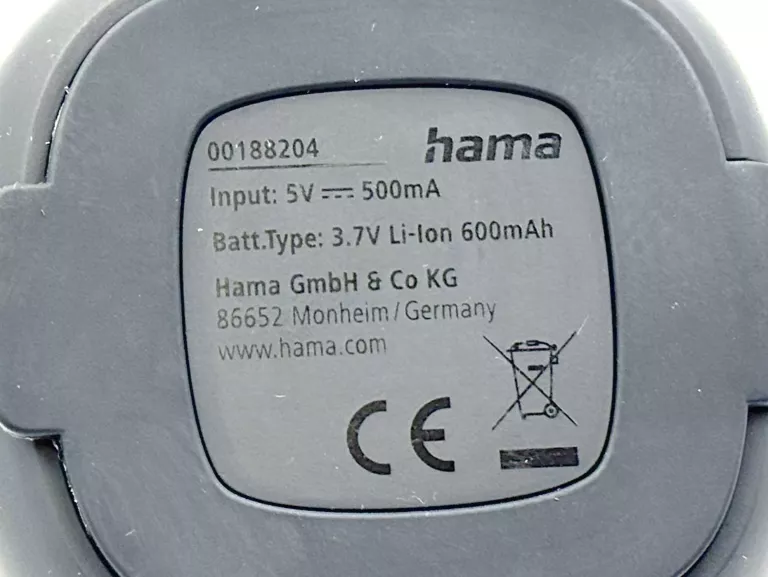 00188204
hama
Input: 5V ⎓ 500mA
Batt.Type: 3.7V Li-Ion 600mAh
Hama GmbH & Co KG
86652 Monheim/Germany
www.hama.com
CE